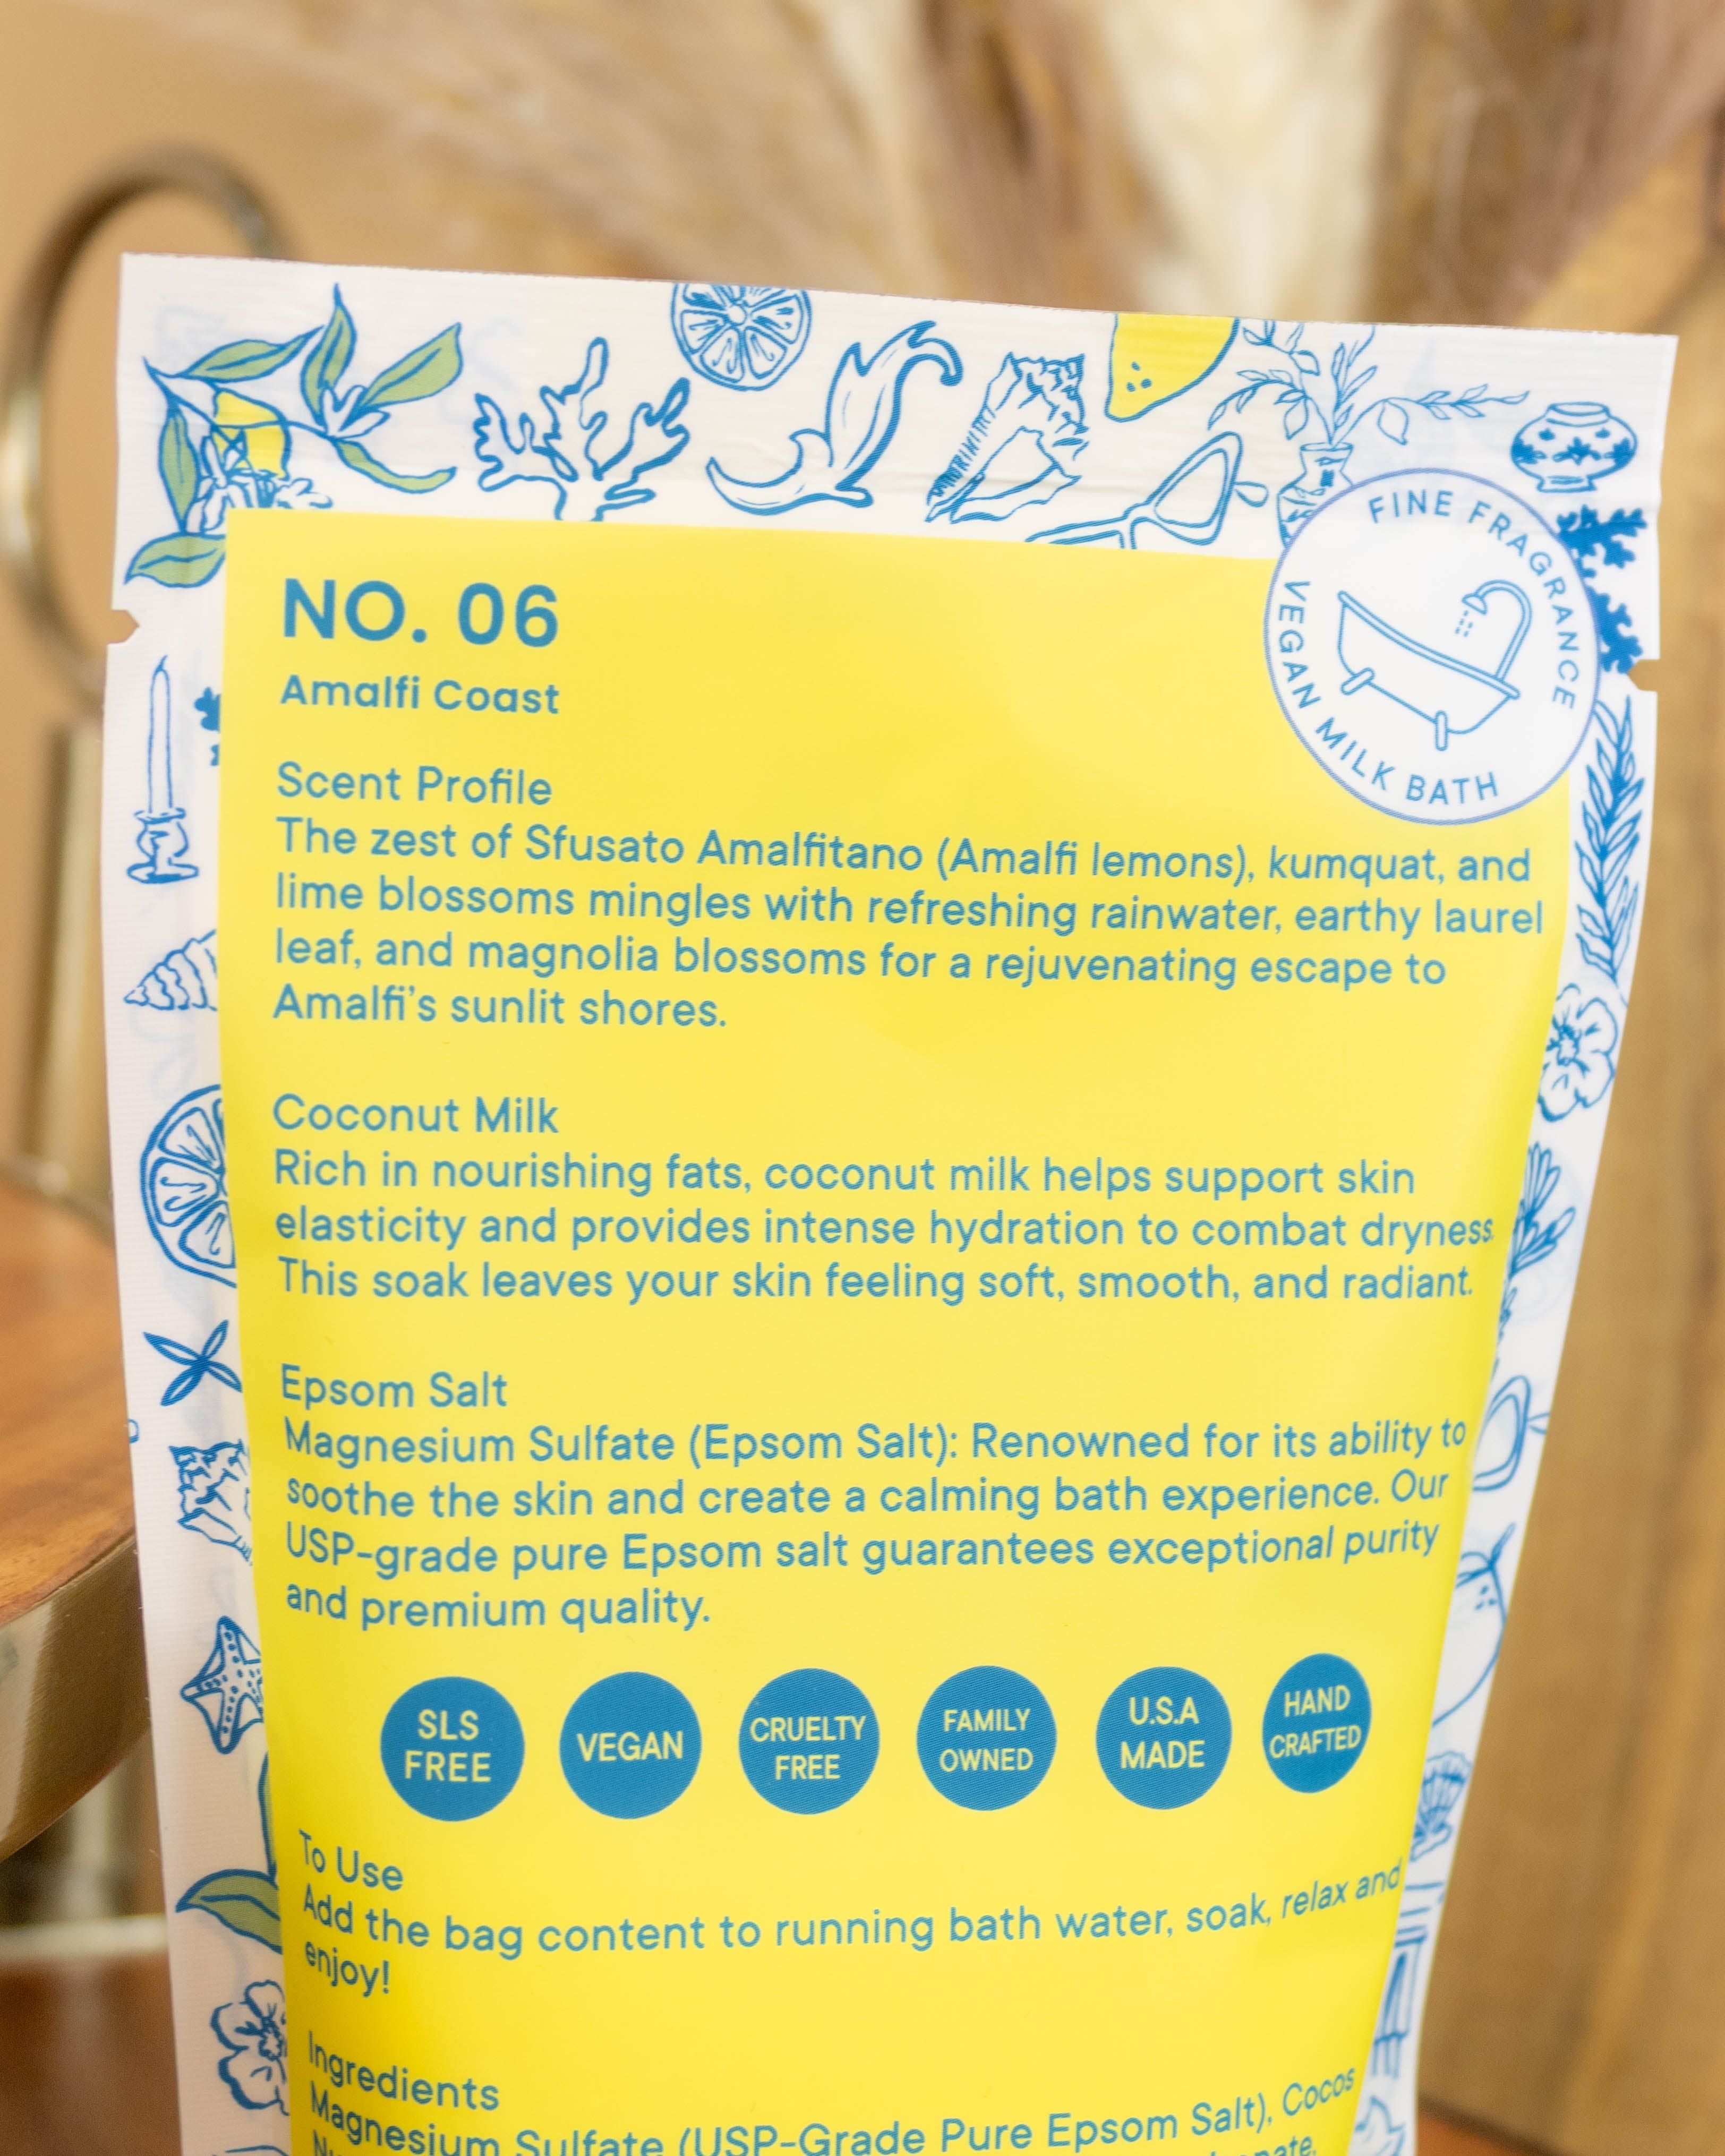 FINE FRAGRANCE
VEGAN MILK BATH
NO. 06
Amalfi Coast
Scent Profile
The zest of Sfusato Amalfitano (Amalfi lemons), kumquat, and
lime blossoms mingles with refreshing rainwater, earthy laurel
leaf, and magnolia blossoms for a rejuvenating escape to
Amalfi's sunlit shores.
Coconut Milk
Rich in nourishing fats, coconut milk helps support skin
elasticity and provides intense hydration to combat dryness.
This soak leaves your skin feeling soft, smooth, and radiant.
Epsom Salt
Magnesium Sulfate (Epsom Salt): Renowned for its ability to
soothe the skin and create a calming bath experience. Our
USP-grade pure Epsom salt guarantees exceptional purity
and premium quality.
SLS
FREE
VEGAN
CRUELTY
FREE
FAMILY
OWNED
U.S.A
MADE
HAND
CRAFTED
To Use
Add the bag content to running bath water, soak, relax and
enjoy!
Ingredients
Magnesium Sulfate (USP-Grade Pure Epsom Salt), Cocos